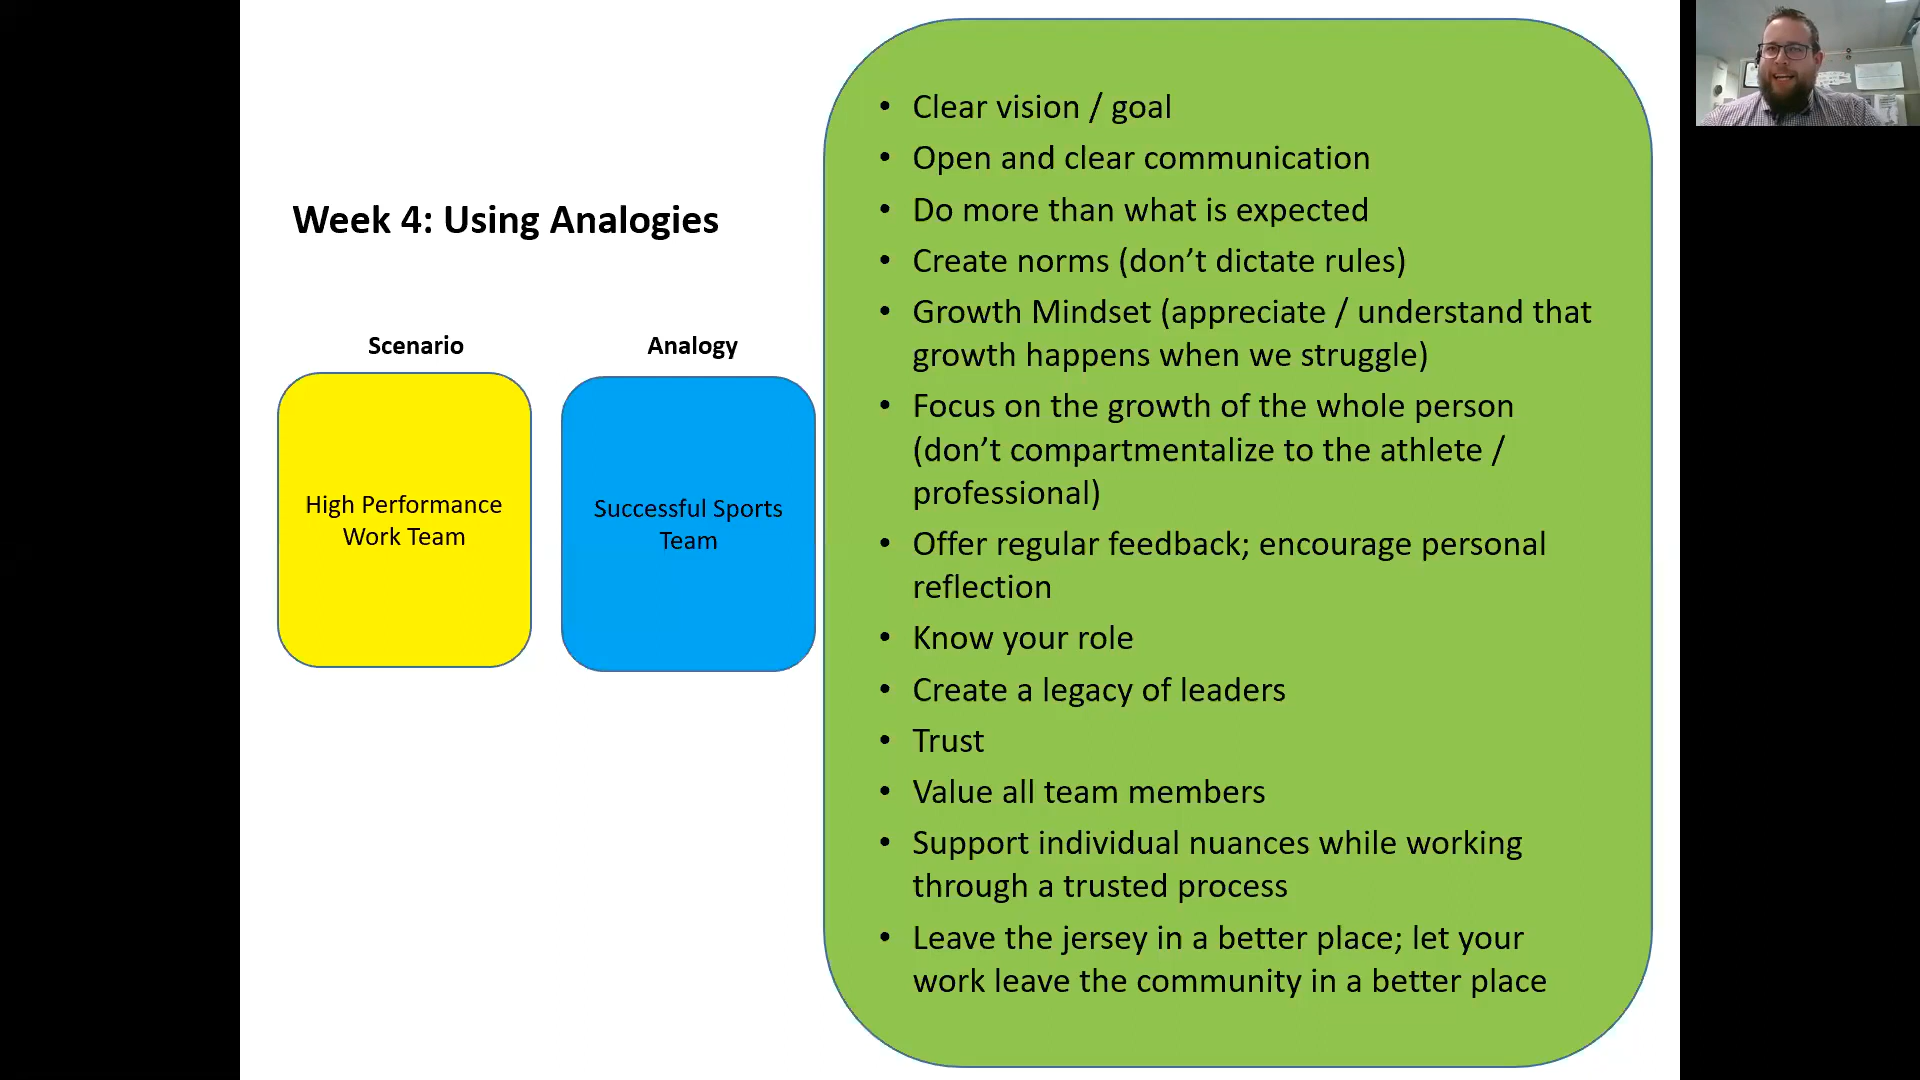 Week 4: Using Analogies
Scenario
High Performance
Work Team
Analogy
Successful Sports
Team
• Clear vision / goal
• Open and clear communication
• Do more than what is expected
• Create norms (don’t dictate rules)
• Growth Mindset (appreciate / understand that
growth happens when we struggle)
• Focus on the growth of the whole person
(don’t compartmentalize to the athlete /
professional)
• Offer regular feedback; encourage personal
reflection
• Know your role
• Create a legacy of leaders
• Trust
• Value all team members
• Support individual nuances while working
through a trusted process
• Leave the jersey in a better place; let your
work leave the community in a better place